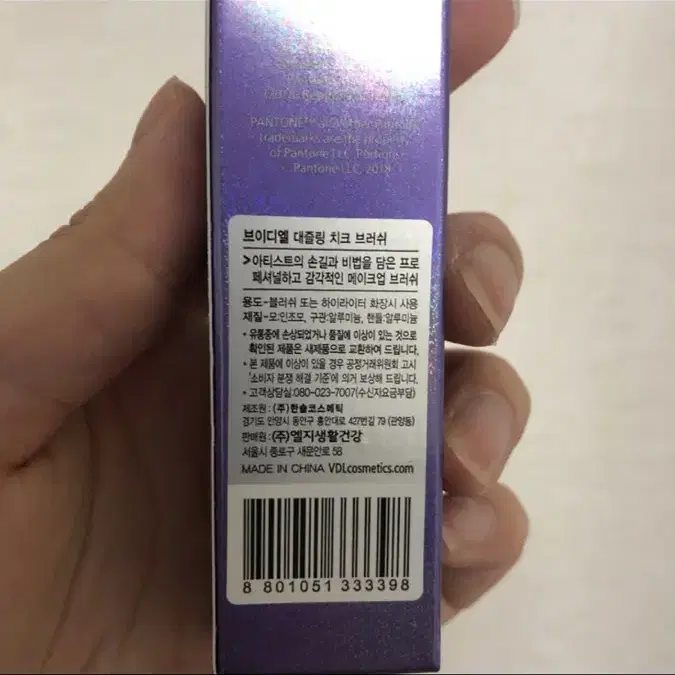 PANTONE™
trademarks are the property
of Pantone LLC. Portions
Pantone LLC, 2018
브이디엘 대즐링 치크 브러쉬
>아티스트의 손길과 비법을 담은 프로
페셔널하고 감각적인 메이크업 브러쉬
용도-블러쉬 또는 하이라이터 화장시 사용
재질-모:인조모, 구관:알루미늄, 핸들:알루미늄
• 유통중에 손상되었거나 품질에 이상이 있는 것으로
확인된 제품은 새제품으로 교환하여 드립니다.
• 본 제품에 이상이 있을 경우 공정거래위원회 고시
'소비자 분쟁 해결 기준'에 의거 보상해 드립니다.
• 고객상담실:080-023-7007(수신자요금부담)
제조원 : (주)한솔코스메틱
경기도 안양시 동안구 흥안대로 427번길 79 (관양동)
판매원 : (주)엘지생활건강
서울시 종로구 새문안로 58
MADE IN CHINA VDLcosmetics.com
8 801051 333398